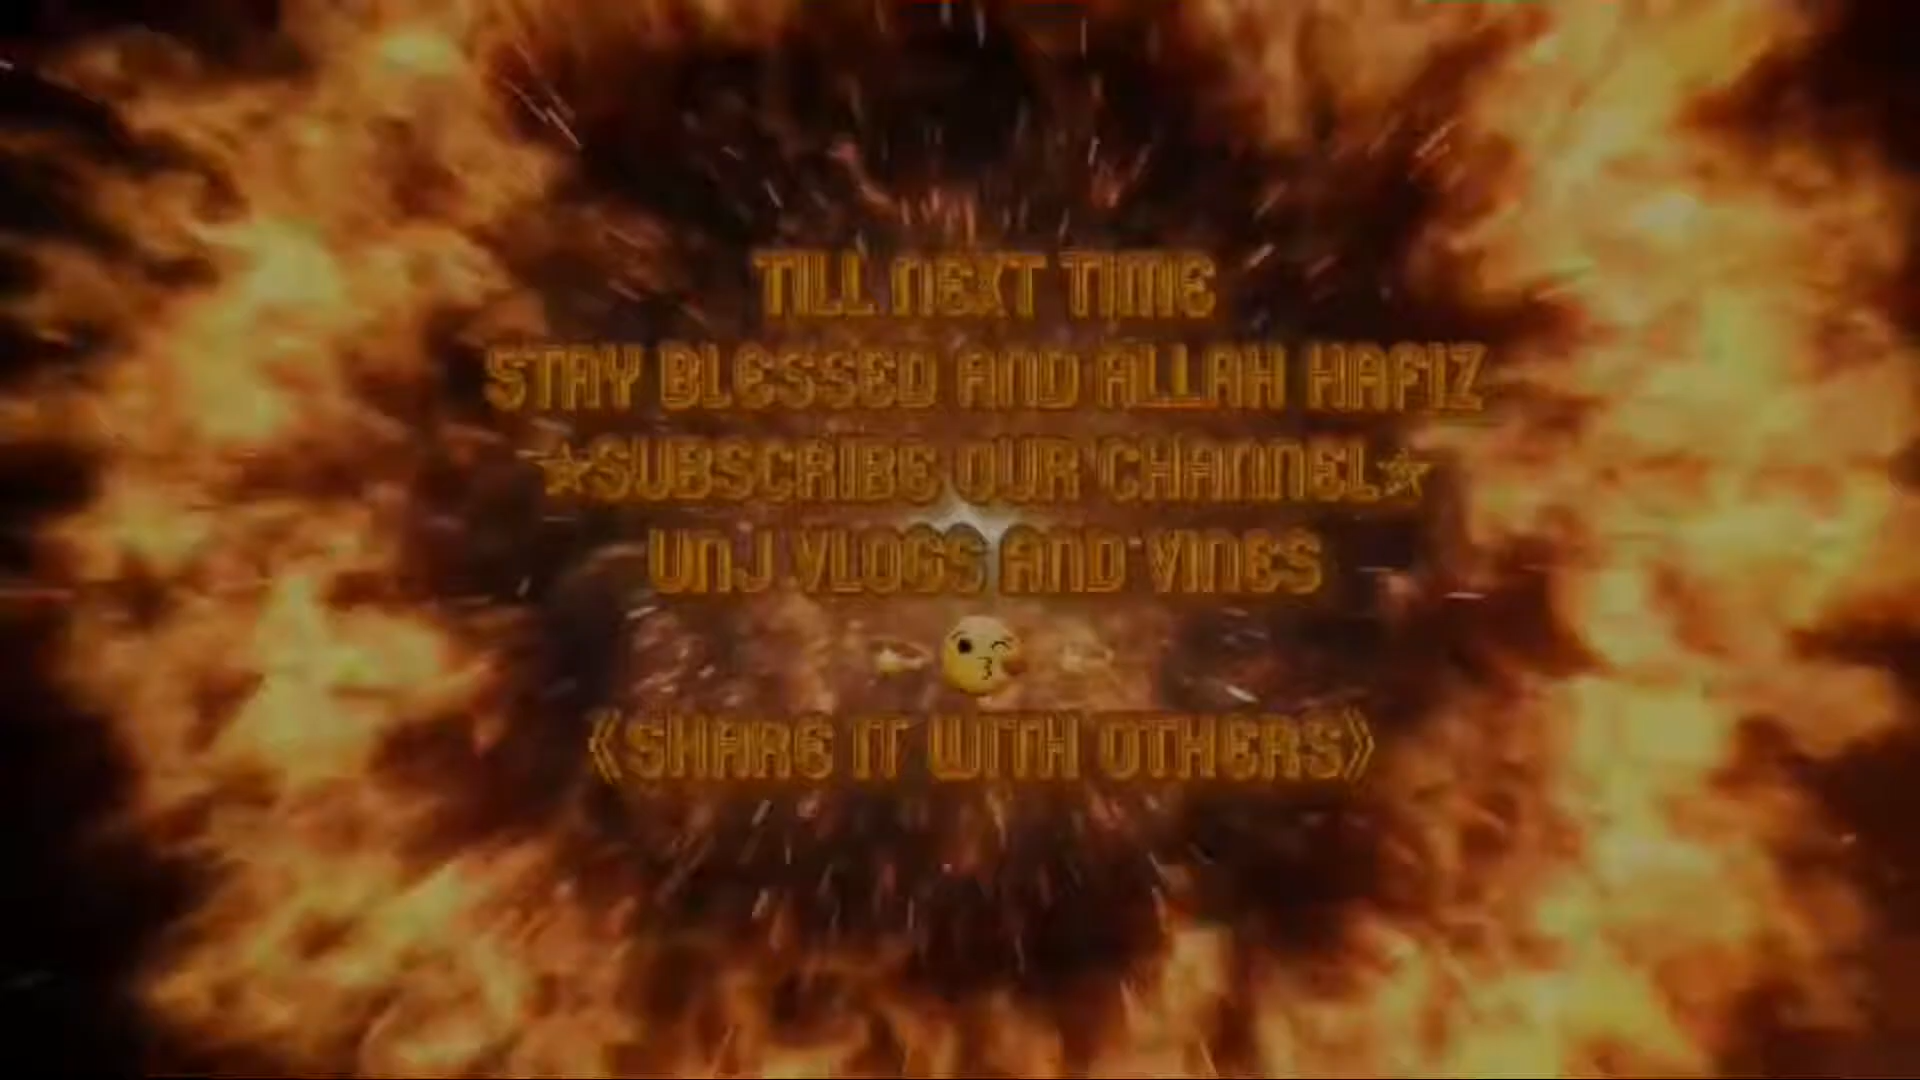 TILL NEXT TIME
STAY BLESSED AND ALLAH HAFIZ
☆SUBSCRIBE OUR CHANNEL☆
UNJ VLOGS AND VINES
😘
《SHARE IT WITH OTHERS》